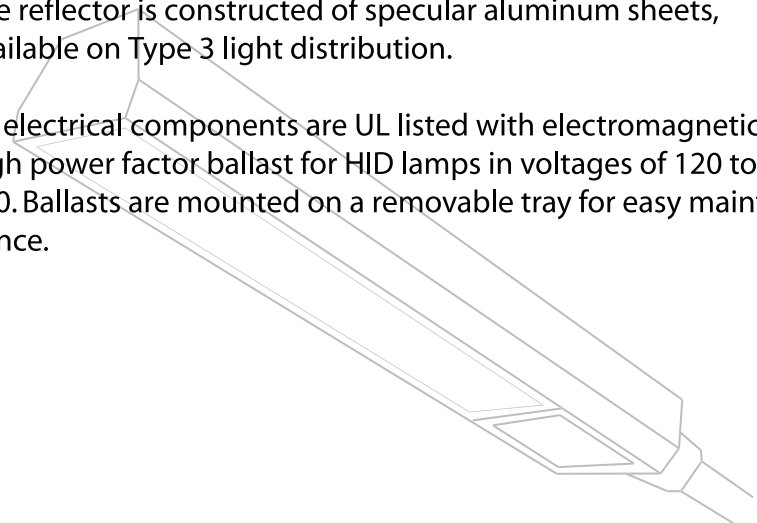 e reflector is constructed of specular aluminum sheets,
ailable on Type 3 light distribution.
electrical components are UL listed with electromagnetic
gh power factor ballast for HID lamps in voltages of 120 to
0. Ballasts are mounted on a removable tray for easy maint
nce.